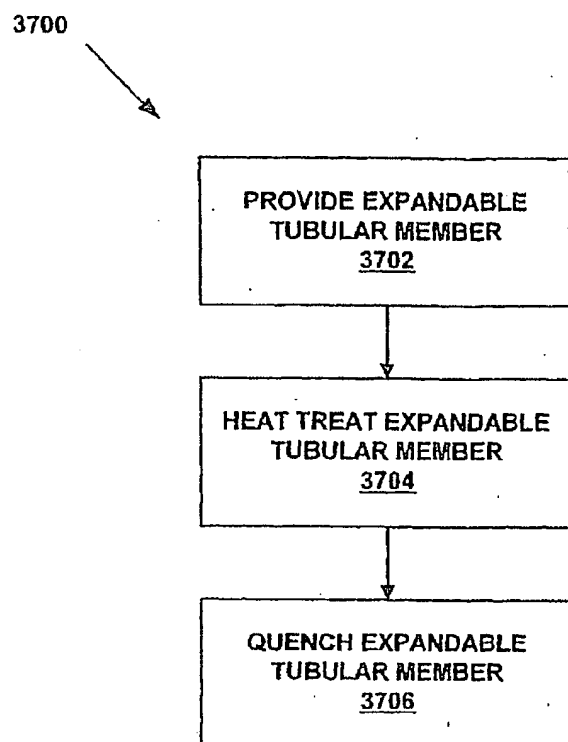 3700
PROVIDE EXPANDABLE
TUBULAR MEMBER
3702
HEAT TREAT EXPANDABLE
TUBULAR MEMBER
3704
QUENCH EXPANDABLE
TUBULAR MEMBER
3706